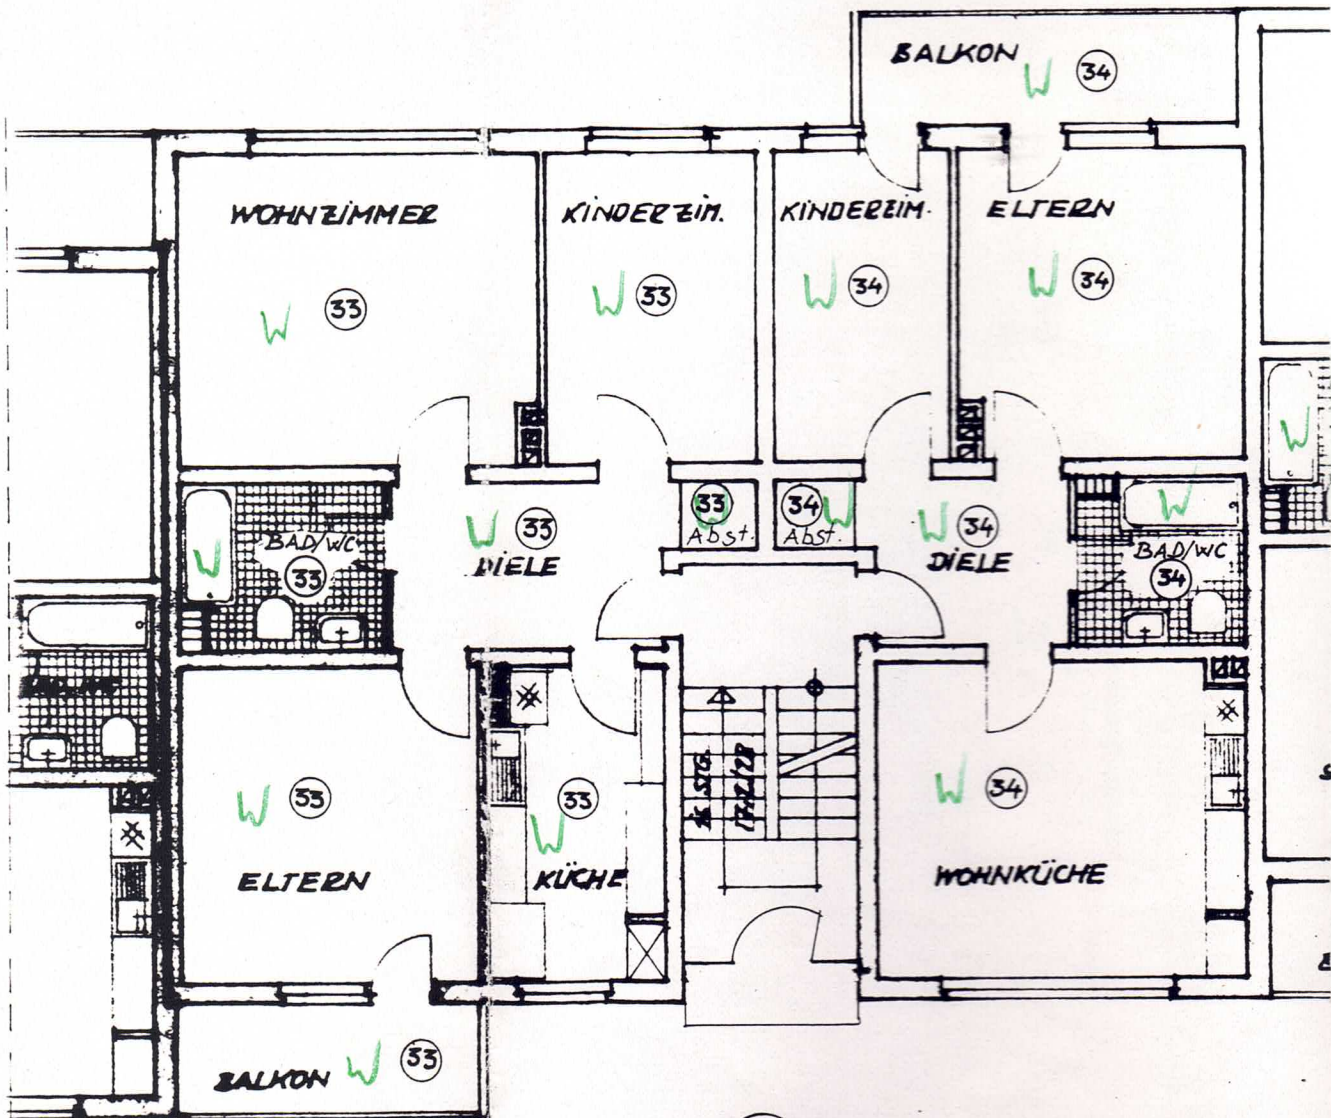 BALKON W 34
WOHNZIMMER
KINDERZIM.
KINDERZIM.
ELTERN
W 33
W 33
W 34
W 34
W
33
W
Abst.
34
W
Abst.
W 33
DIELE
W 34
DIELE
W
BAD/WC
33
W
BAD/WC
34
W 33
ELTERN
33
W
KÜCHE
W 34
WOHNKÜCHE
BALKON W 33